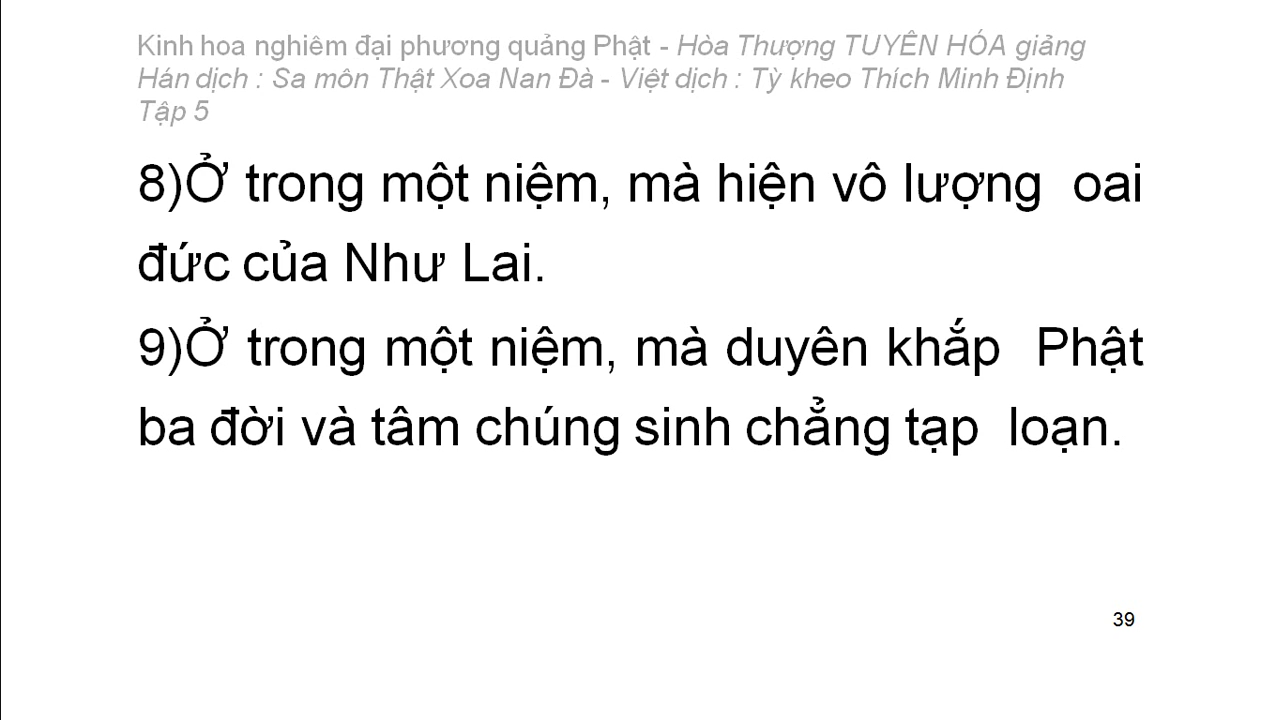 Kinh hoa nghiêm đại phương quảng Phật - Hòa Thượng TUYÊN HÓA giảng
Hán dịch : Sa môn Thật Xoa Nan Đà - Việt dịch : Tỳ kheo Thích Minh Định
Tập 5
8)Ở trong một niệm, mà hiện vô lượng oai
đức của Như Lai.
9)Ở trong một niệm, mà duyên khắp Phật
ba đời và tâm chúng sinh chẳng tạp loạn.
39